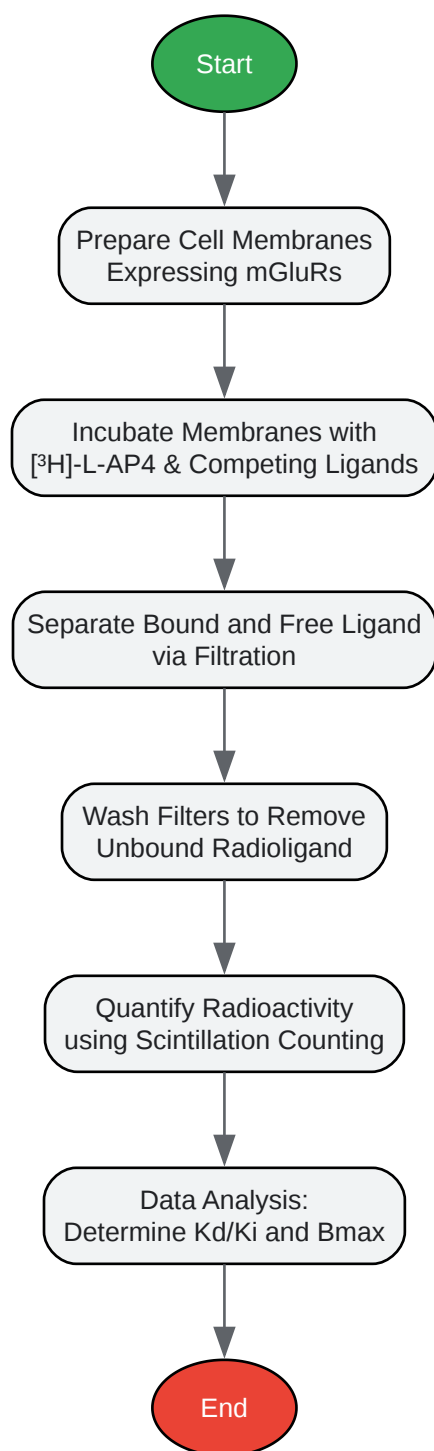 Start
Prepare Cell Membranes
Expressing mGluRs
Incubate Membranes with
[³H]-L-AP4 & Competing Ligands
Separate Bound and Free Ligand
via Filtration
Wash Filters to Remove
Unbound Radioligand
Quantify Radioactivity
using Scintillation Counting
Data Analysis:
Determine Kd/Ki and Bmax
End